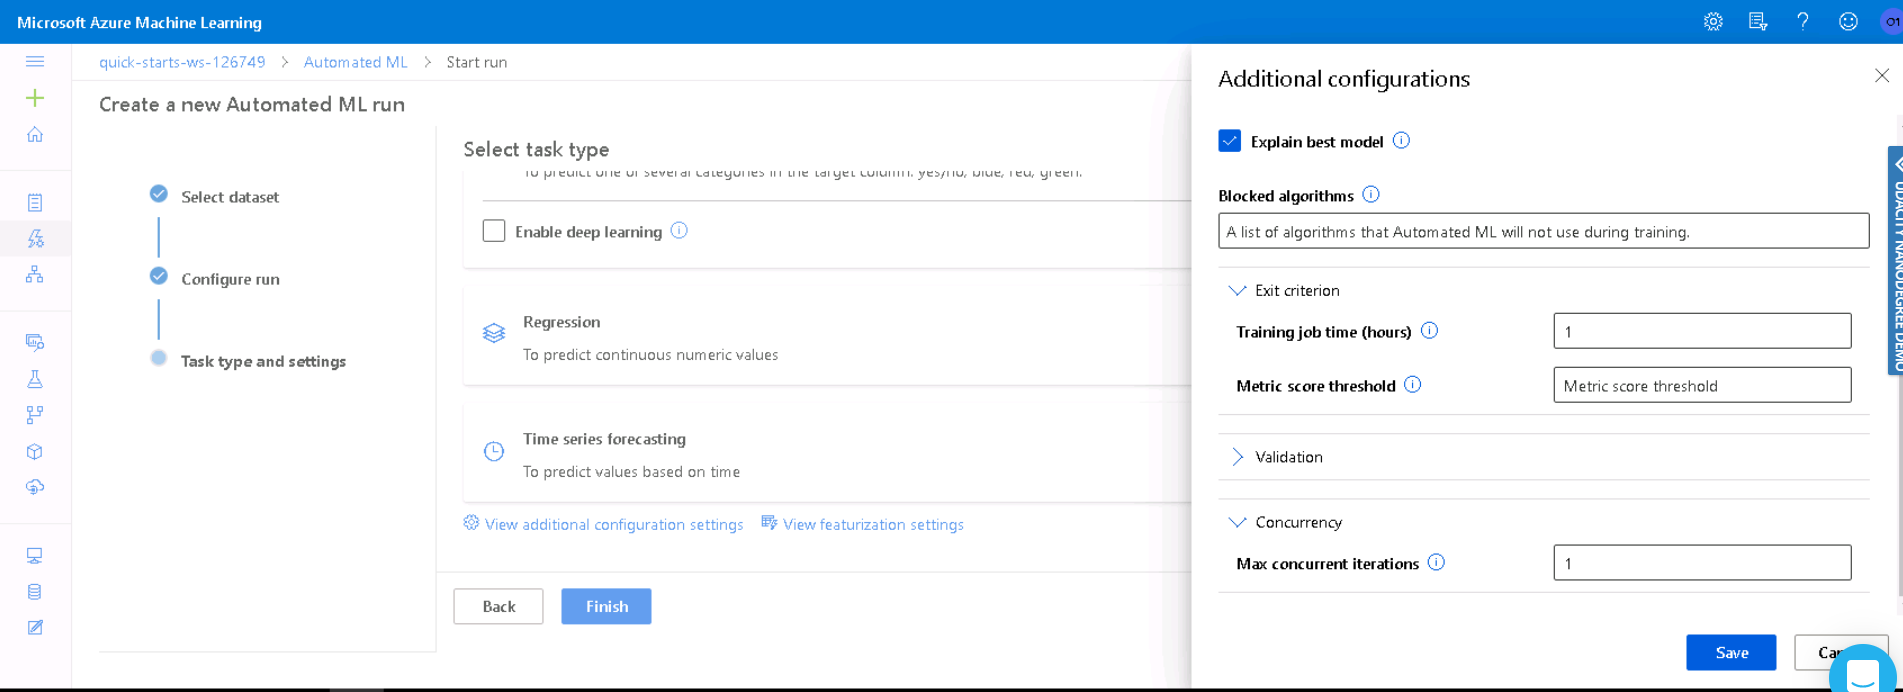 Microsoft Azure Machine Learning
01
quick-starts-ws-126749 > Automated ML > Start run
Create a new Automated ML run
Select dataset
Configure run
Task type and settings
Select task type
To predict one of several categories in the target column. yes/no, blue, red, green.
Enable deep learning
Regression
To predict continuous numeric values
Time series forecasting
To predict values based on time
View additional configuration settings View featurization settings
Back Finish
Additional configurations
Explain best model
Blocked algorithms
A list of algorithms that Automated ML will not use during training.
Exit criterion
Training job time (hours) 1
Metric score threshold Metric score threshold
Validation
Concurrency
Max concurrent iterations 1
Save
UDACITY NANODEGREE DEMO